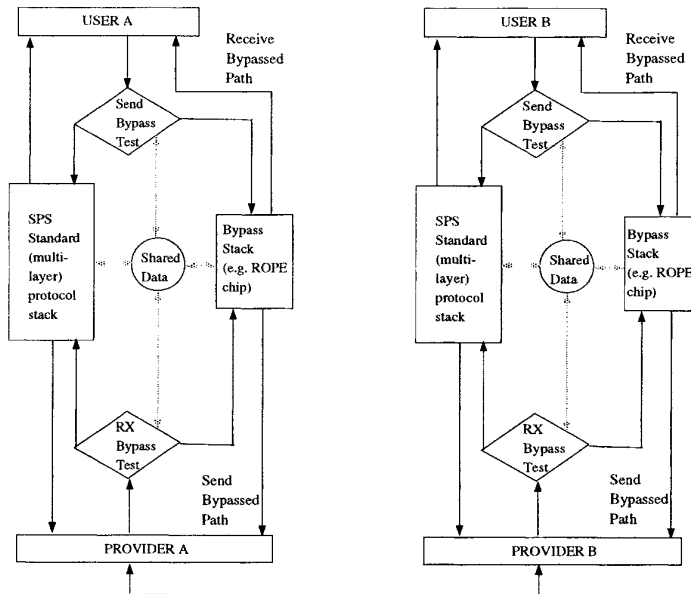 USER A
Receive
Bypassed
Path
Send
Bypass
Test
SPS
Standard
(multi-
layer)
protocol
stack
Shared
Data
Bypass
Stack
(e.g. ROPE
chip)
RX
Bypass
Test
Send
Bypassed
Path
PROVIDER A
USER B
Receive
Bypassed
Path
Send
Bypass
Test
SPS
Standard
(multi-
layer)
protocol
stack
Shared
Data
Bypass
Stack
(e.g. ROPE
chip)
RX
Bypass
Test
Send
Bypassed
Path
PROVIDER B